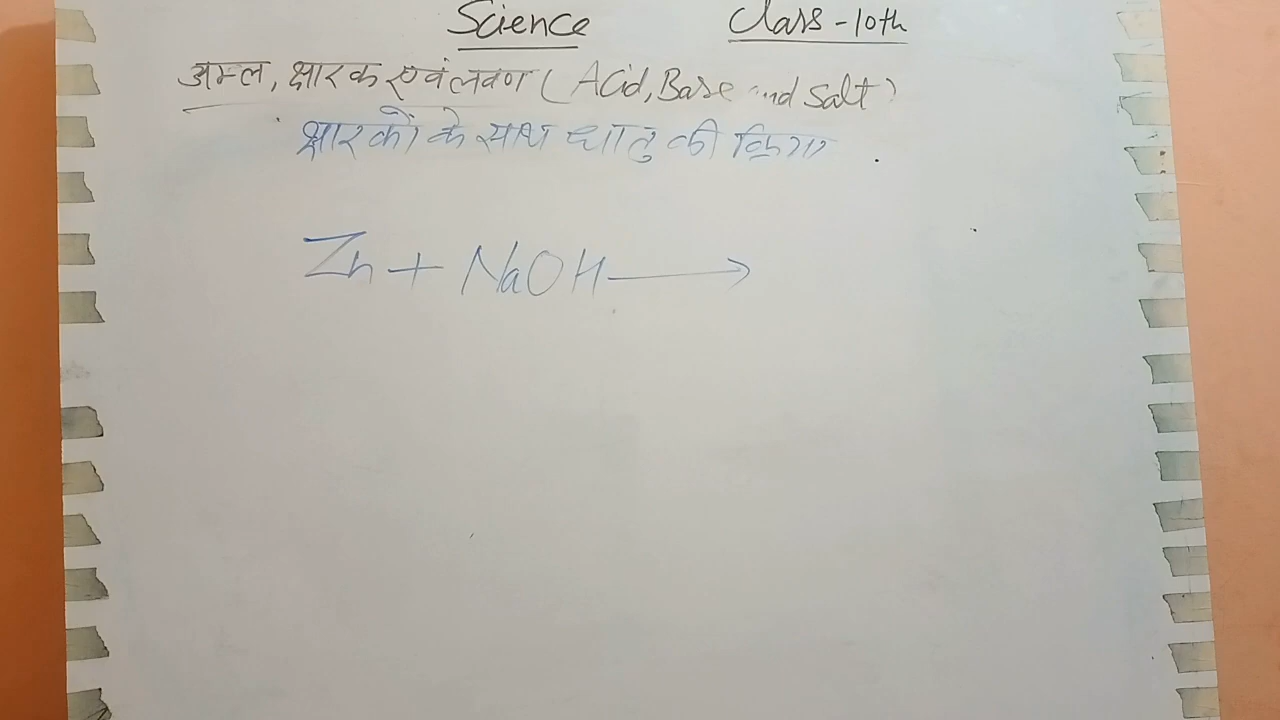 Science Class-10th
अम्ल, क्षारक एवं लवण (Acid, Base and Salt)
क्षारकों के साथ धातु की क्रिया
Zn + NaOH →